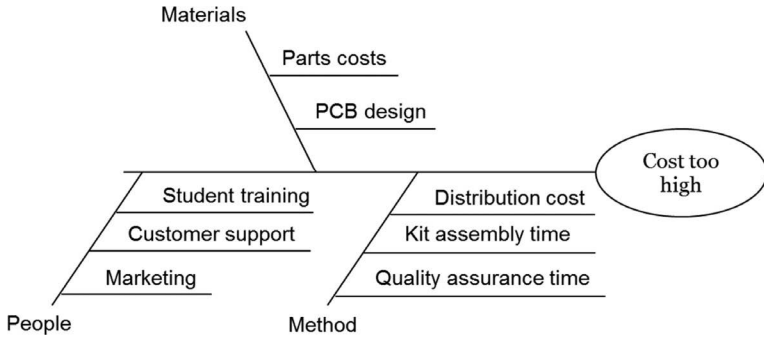 Materials
Parts costs
PCB design
Cost too
high
Student training
Customer support
Marketing
People
Distribution cost
Kit assembly time
Quality assurance time
Method